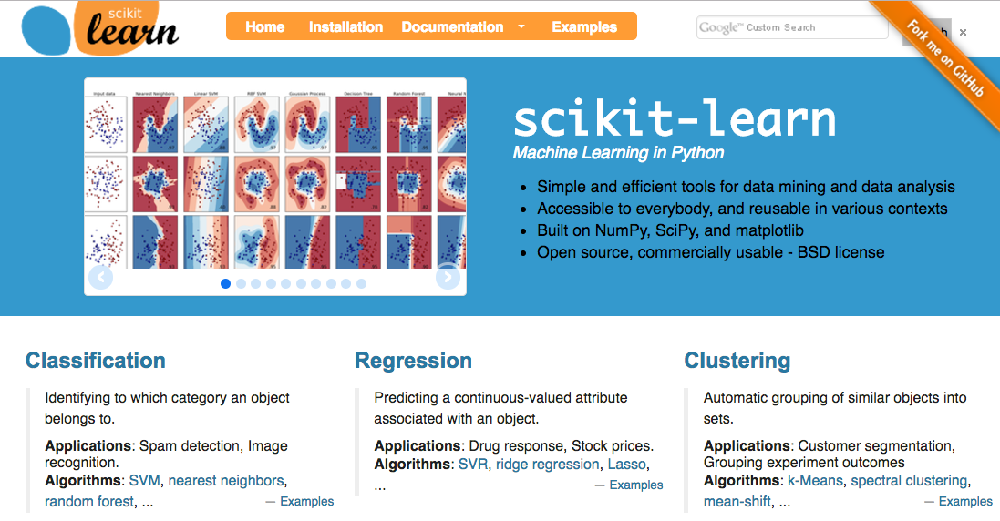 scikit
learn
Home Installation Documentation Examples
Google™ Custom Search
×
Fork me on GitHub
Input data Nearest Neighbors Linear SVM RBF SVM Gaussian Process Decision Tree Random Forest Neural N
scikit-learn
Machine Learning in Python
• Simple and efficient tools for data mining and data analysis
• Accessible to everybody, and reusable in various contexts
• Built on NumPy, SciPy, and matplotlib
• Open source, commercially usable - BSD license
Classification
Identifying to which category an object
belongs to.
Applications: Spam detection, Image
recognition.
Algorithms: SVM, nearest neighbors,
random forest, ...
— Examples
Regression
Predicting a continuous-valued attribute
associated with an object.
Applications: Drug response, Stock prices.
Algorithms: SVR, ridge regression, Lasso,
...
— Examples
Clustering
Automatic grouping of similar objects into
sets.
Applications: Customer segmentation,
Grouping experiment outcomes
Algorithms: k-Means, spectral clustering,
mean-shift, ...
— Examples